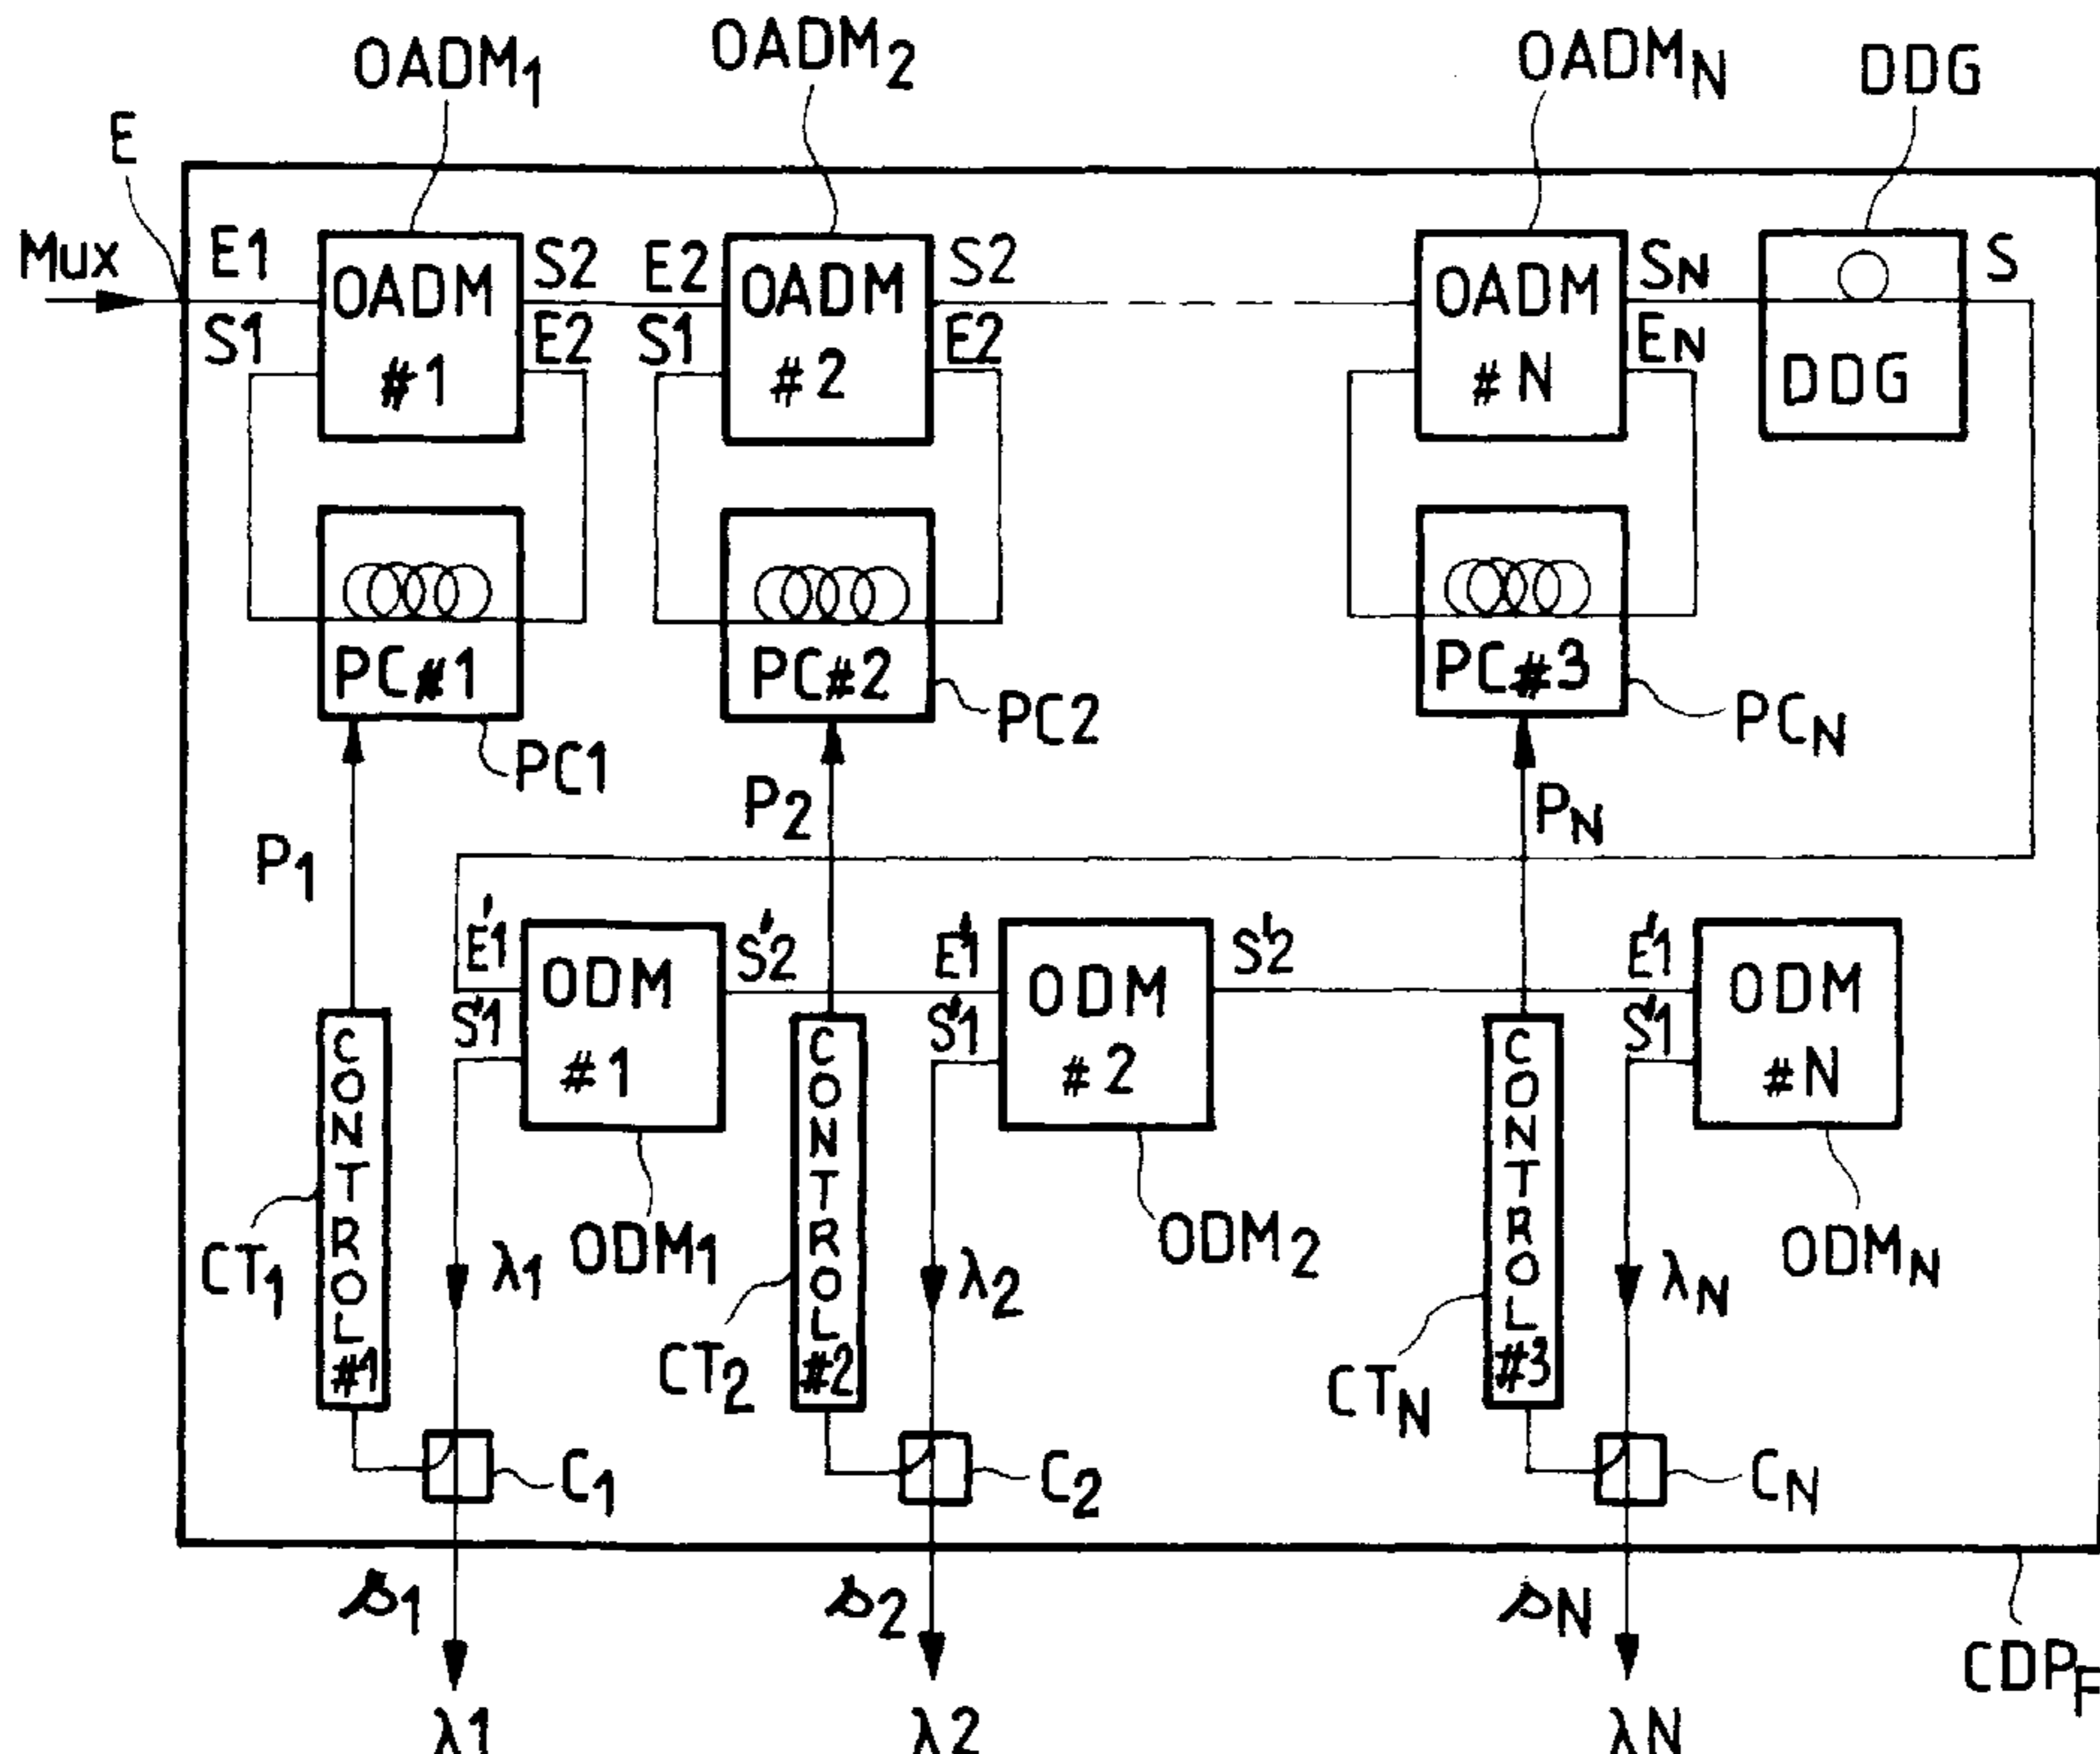 OADM1 OADM2 OADMN DDG
E
Mux E1 OADM #1 S2 E2 OADM #2 S2 OADM #N SN DDG S
S1 E2 S1 E2 EN
PC#1 PC#2 PC#3
PC1 PC2 PCN
P1 P2 PN
E'1 ODM #1 S'2 E'1 ODM #2 S'2 E'1 ODM #N
S'1 S'1 S'1
CONTROL #1 CONTROL #2 CONTROL #3
CT1 λ1 ODM1 CT2 λ2 ODM2 CTN λN ODMN
C1 C2 CN
s1 s2 sN
CDPF
λ1 λ2 λN